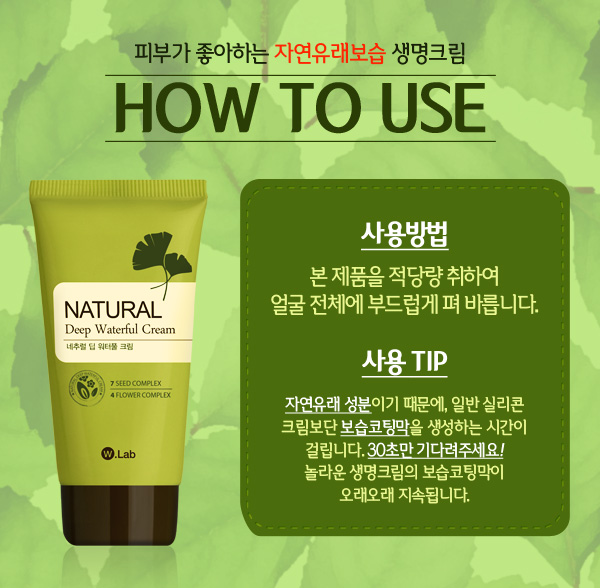 피부가 좋아하는 자연유래보습 생명크림
HOW TO USE
NATURAL
Deep Waterful Cream
네추럴 딥 워터풀 크림
7 SEED COMPLEX
4 FLOWER COMPLEX
W.Lab
사용방법
본 제품을 적당량 취하여
얼굴 전체에 부드럽게 펴 바릅니다.
사용 TIP
자연유래 성분이기 때문에, 일반 실리콘
크림보단 보습코팅막을 생성하는 시간이
걸립니다. 30초만 기다려주세요!
놀라운 생명크림의 보습코팅막이
오래오래 지속됩니다.